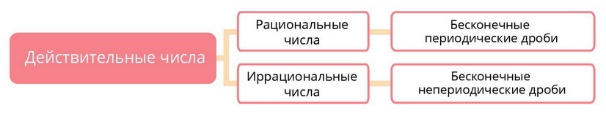 Действительные числа
Рациональные
числа
Бесконечные
периодические дроби
Иррациональные
числа
Бесконечные
непериодические дроби